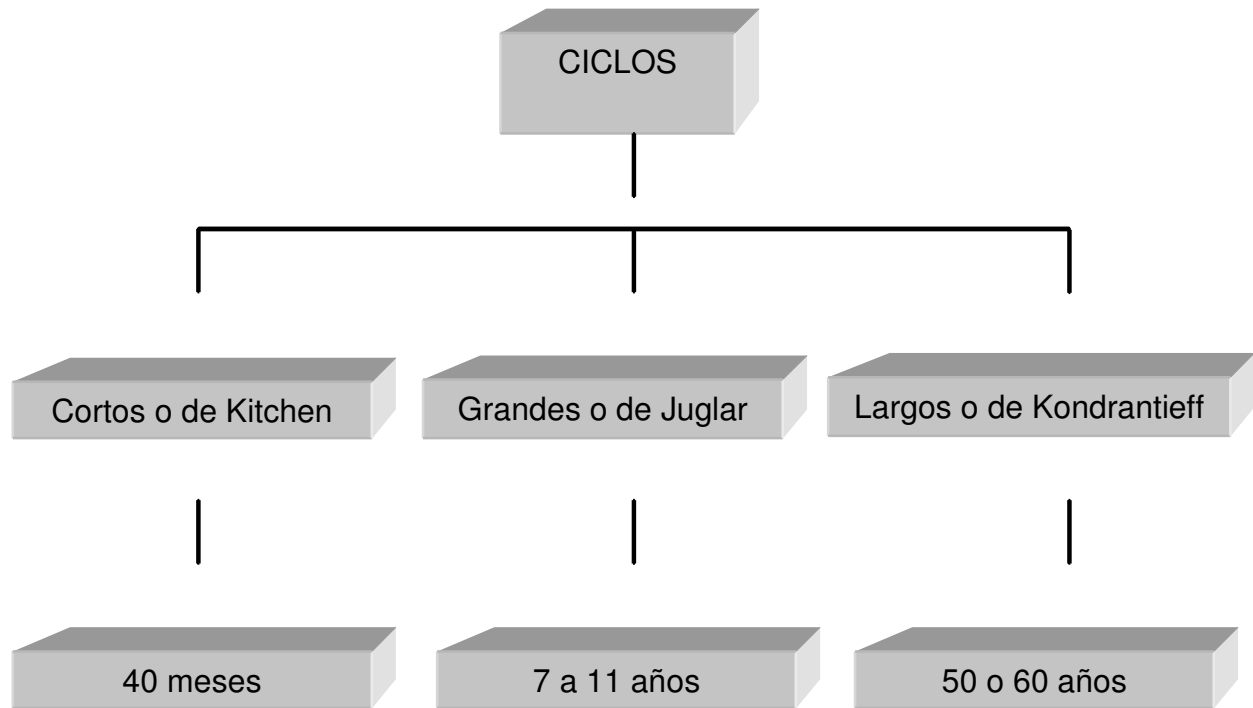 CICLOS
Cortos o de Kitchen
Grandes o de Juglar
Largos o de Kondrantieff
40 meses
7 a 11 años
50 o 60 años